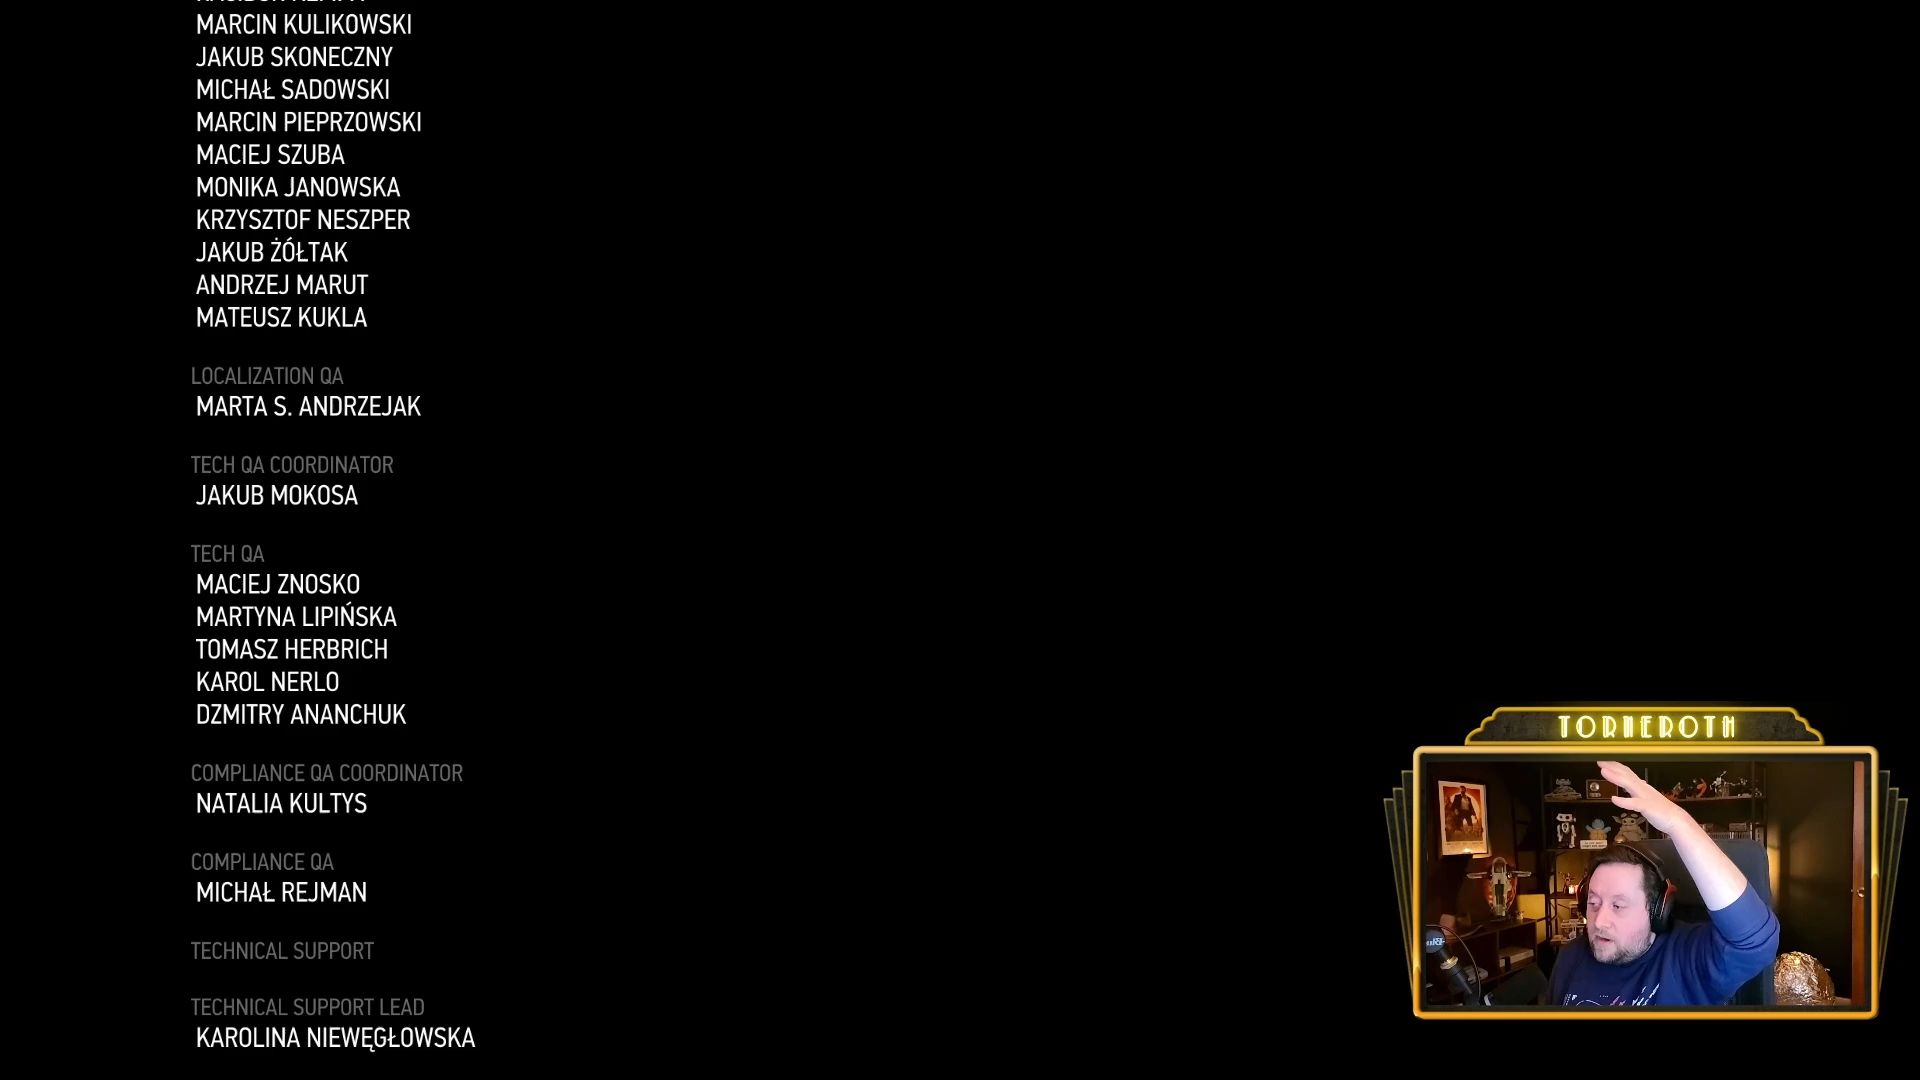 MARCIN KULIKOWSKI
JAKUB SKONECZNY
MICHAŁ SADOWSKI
MARCIN PIEPRZOWSKI
MACIEJ SZUBA
MONIKA JANOWSKA
KRZYSZTOF NESZPER
JAKUB ŻÓŁTAK
ANDRZEJ MARUT
MATEUSZ KUKLA
LOCALIZATION QA
MARTA S. ANDRZEJAK
TECH QA COORDINATOR
JAKUB MOKOSA
TECH QA
MACIEJ ZNOSKO
MARTYNA LIPIŃSKA
TOMASZ HERBRICH
KAROL NERLO
DZMITRY ANANCHUK
COMPLIANCE QA COORDINATOR
NATALIA KULTYS
COMPLIANCE QA
MICHAŁ REJMAN
TECHNICAL SUPPORT
TECHNICAL SUPPORT LEAD
KAROLINA NIEWĘGŁOWSKA
TORNEROTH